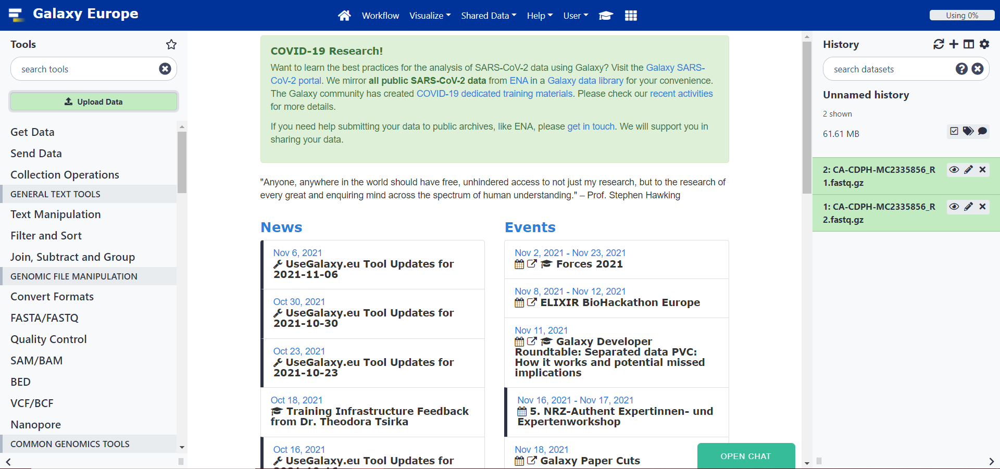 Galaxy Europe
Workflow
Visualize
Shared Data
Help
User
Using 0%
Tools
search tools
Upload Data
Get Data
Send Data
Collection Operations
GENERAL TEXT TOOLS
Text Manipulation
Filter and Sort
Join, Subtract and Group
GENOMIC FILE MANIPULATION
Convert Formats
FASTA/FASTQ
Quality Control
SAM/BAM
BED
VCF/BCF
Nanopore
COMMON GENOMICS TOOLS
COVID-19 Research!
Want to learn the best practices for the analysis of SARS-CoV-2 data using Galaxy? Visit the Galaxy SARS-
CoV-2 portal. We mirror all public SARS-CoV-2 data from ENA in a Galaxy data library for your convenience.
The Galaxy community has created COVID-19 dedicated training materials. Please check our recent activities
for more details.
If you need help submitting your data to public archives, like ENA, please get in touch. We will support you in
sharing your data.
"Anyone, anywhere in the world should have free, unhindered access to not just my research, but to the research of
every great and enquiring mind across the spectrum of human understanding." – Prof. Stephen Hawking
News
Nov 6, 2021
UseGalaxy.eu Tool Updates for
2021-11-06
Oct 30, 2021
UseGalaxy.eu Tool Updates for
2021-10-30
Oct 23, 2021
UseGalaxy.eu Tool Updates for
2021-10-23
Oct 18, 2021
Training Infrastructure Feedback
from Dr. Theodora Tsirka
Oct 16, 2021
UseGalaxy.eu Tool Updates for
Events
Nov 2, 2021 - Nov 23, 2021
Forces 2021
Nov 8, 2021 - Nov 12, 2021
ELIXIR BioHackathon Europe
Nov 11, 2021
Galaxy Developer
Roundtable: Separated data PVC:
How it works and potential missed
implications
Nov 16, 2021 - Nov 17, 2021
5. NRZ-Authent Expertinnen- und
Expertenworkshop
Nov 18, 2021
Galaxy Paper Cuts
OPEN CHAT
History
search datasets
Unnamed history
2 shown
61.61 MB
2: CA-CDPH-MC2335856_R
1.fastq.gz
1: CA-CDPH-MC2335856_R
2.fastq.gz